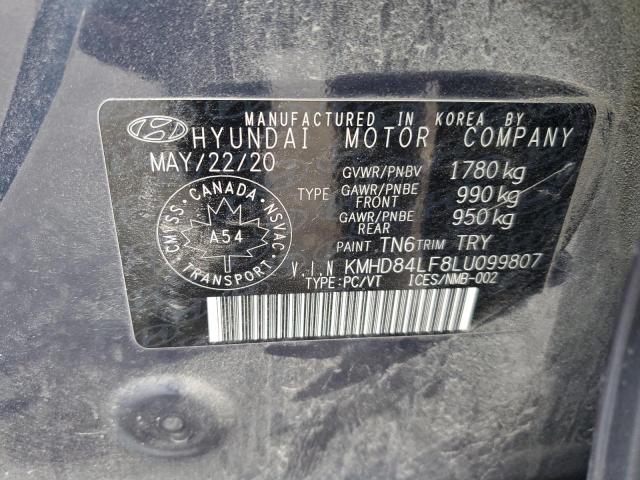 MANUFACTURED IN KOREA BY
HYUNDAI MOTOR COMPANY
MAY/22/20
GVWR/PNBV 1780 kg
TYPE GAWR/PNBE FRONT 990 kg
GAWR/PNBE REAR 950 kg
CANADA
CMVSS · NSVAC
A54
TRANSPORT
PAINT TN6 TRIM TRY
V.I.N KMHD84LF8LU099807
TYPE:PC/VT ICES/NMB-002